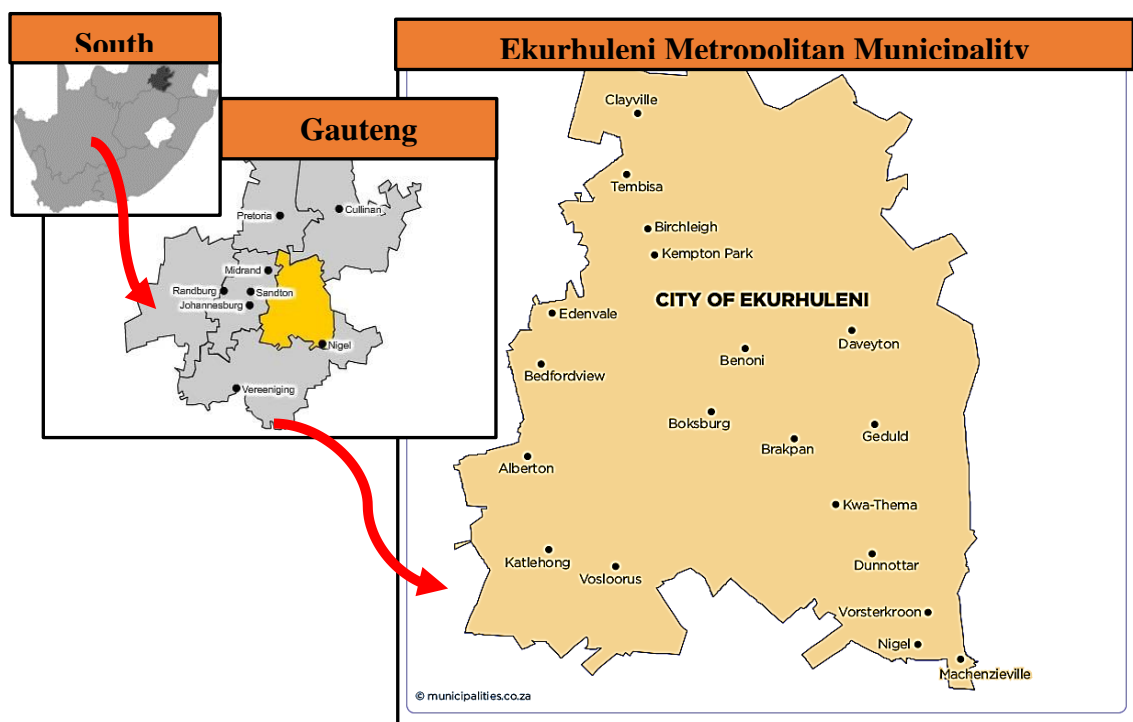 South
Ekurhuleni Metropolitan Municipality
Gauteng
Pretoria
Cullinan
Midrand
Randburg
Sandton
Johannesburg
Nigel
Vereeniging
Clayville
Tembisa
Birchleigh
Kempton Park
CITY OF EKURHULENI
Edenvale
Daveyton
Benoni
Bedfordview
Boksburg
Geduld
Brakpan
Alberton
Kwa-Thema
Katlehong
Dunnottar
Vosloorus
Vorsterkroon
Nigel
Machenzieville
© municipalities.co.za